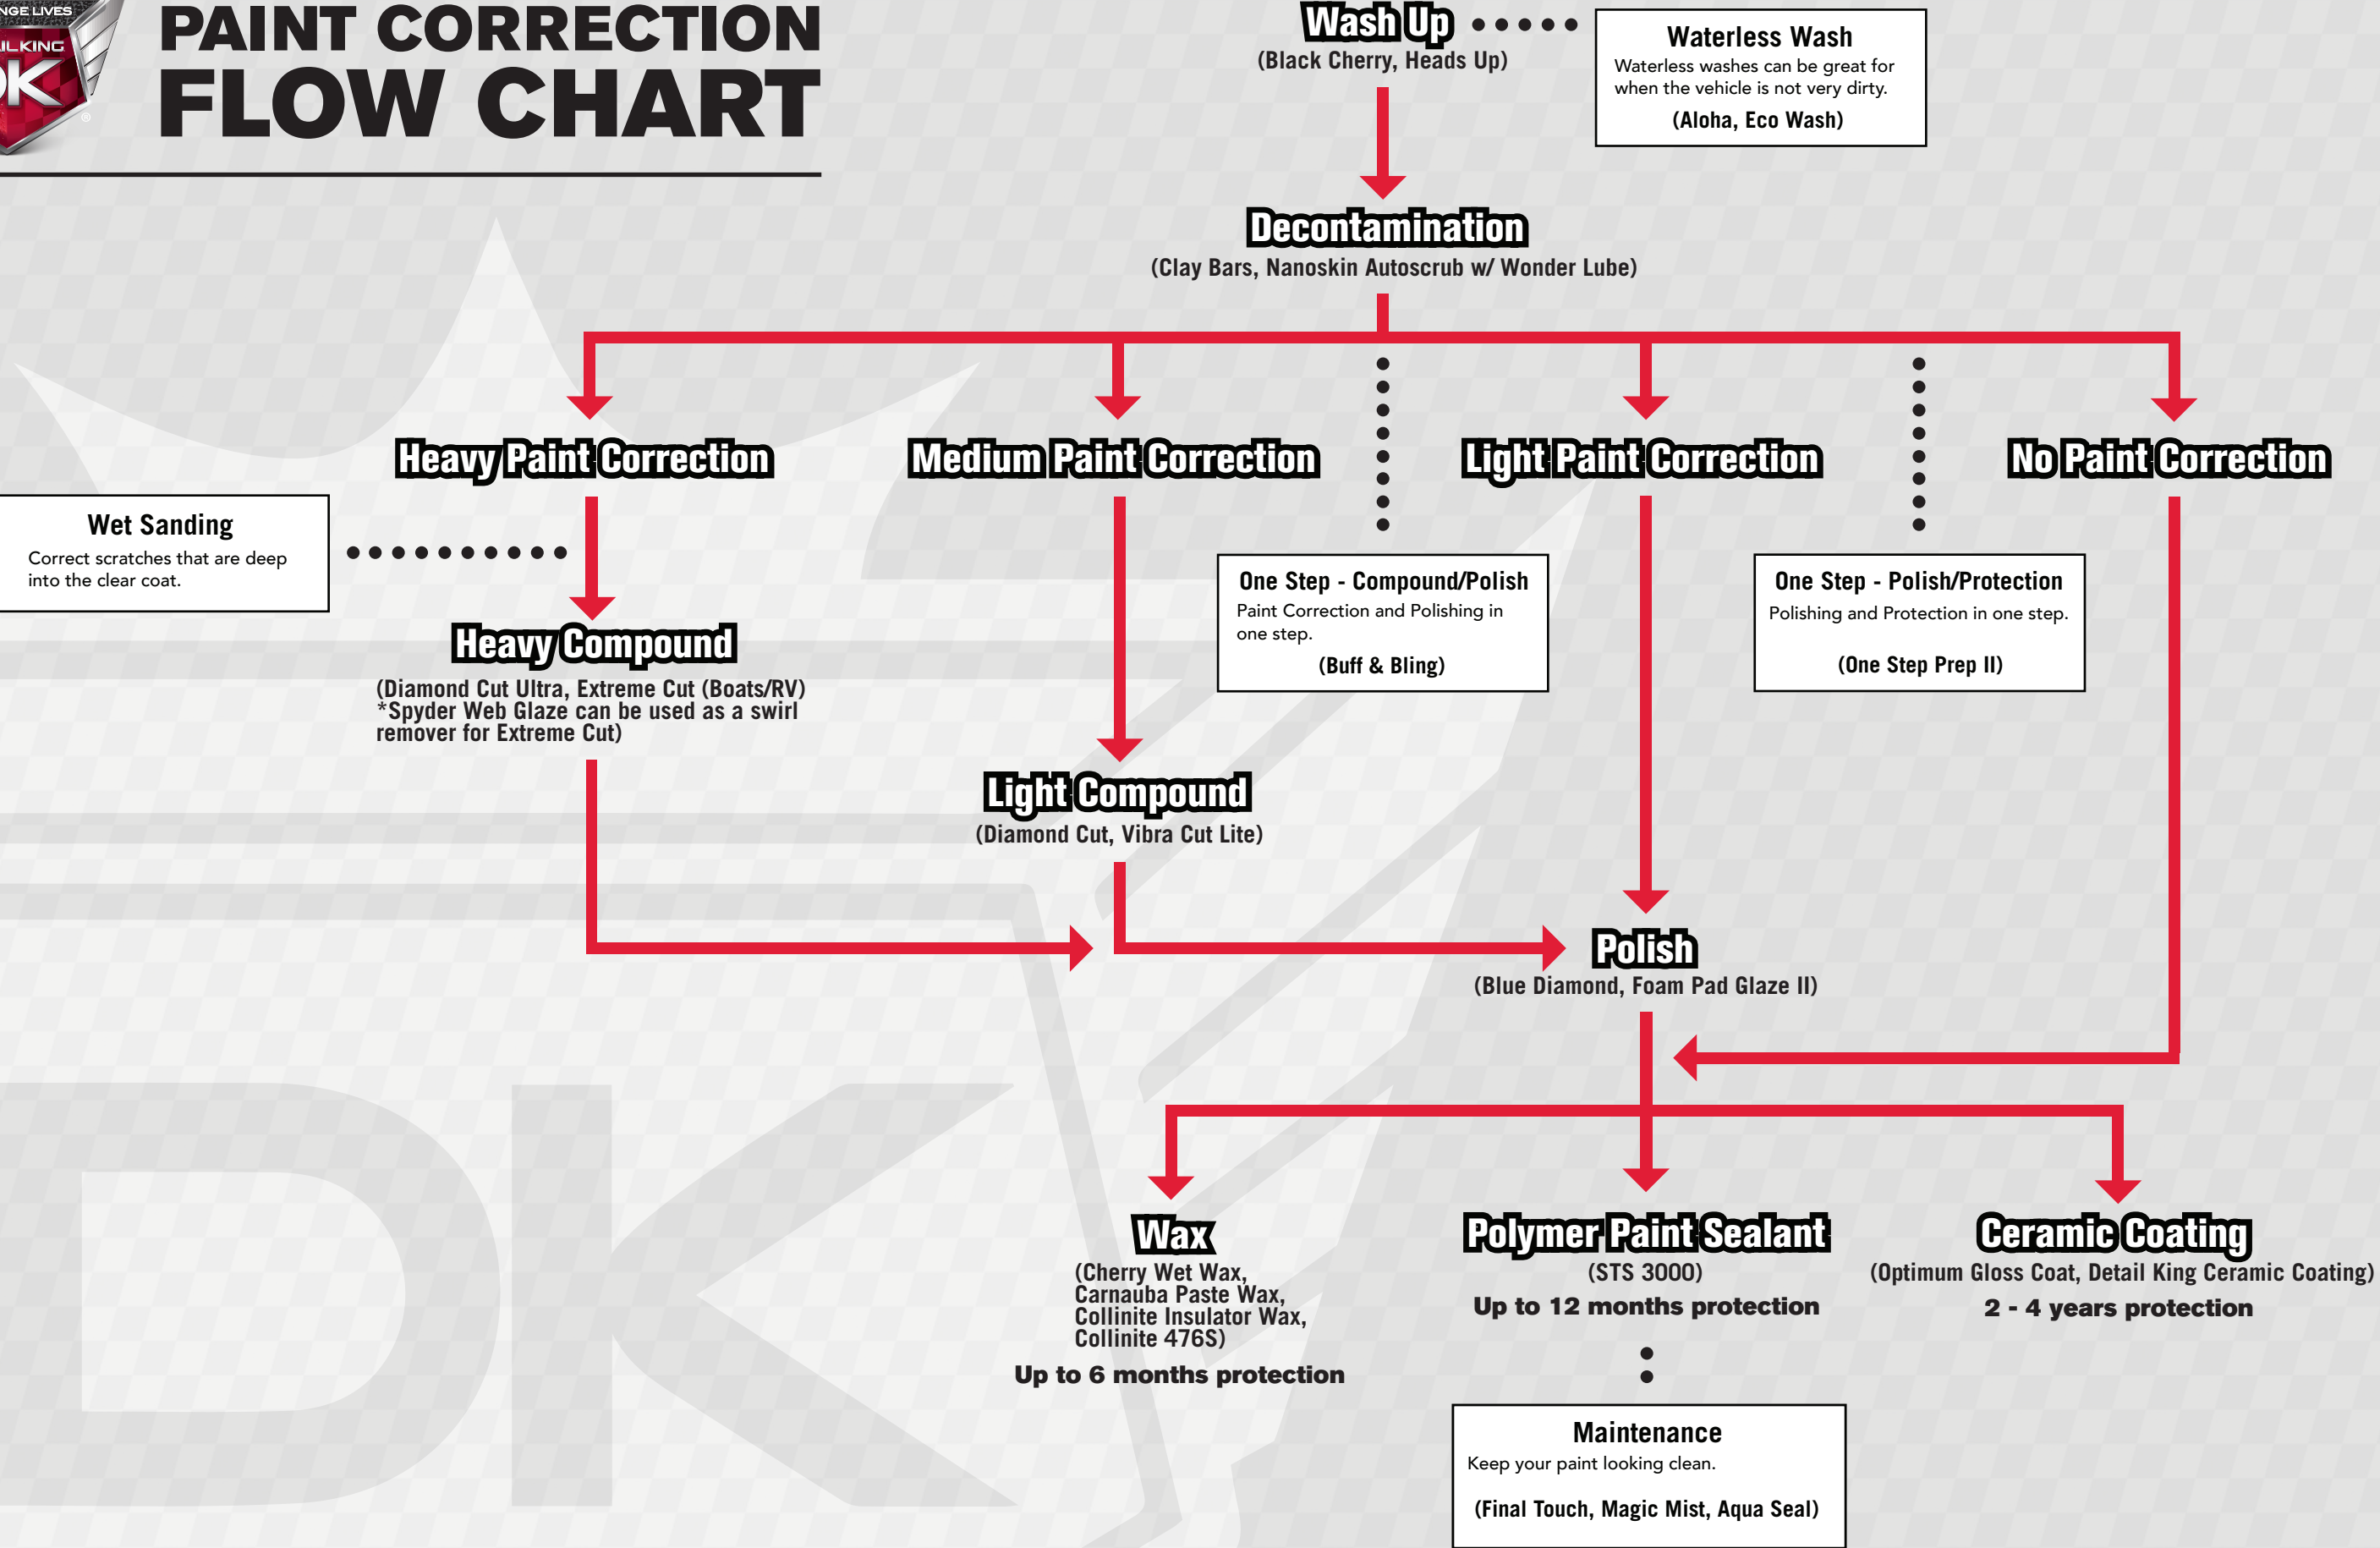 PAINT CORRECTION
FLOW CHART
DK
®
Wash Up
(Black Cherry, Heads Up)
Waterless Wash
Waterless washes can be great for
when the vehicle is not very dirty.
(Aloha, Eco Wash)
Decontamination
(Clay Bars, Nanoskin Autoscrub w/ Wonder Lube)
Heavy Paint Correction
Medium Paint Correction
Light Paint Correction
No Paint Correction
Wet Sanding
Correct scratches that are deep
into the clear coat.
One Step - Compound/Polish
Paint Correction and Polishing in
one step.
(Buff & Bling)
One Step - Polish/Protection
Polishing and Protection in one step.
(One Step Prep II)
Heavy Compound
(Diamond Cut Ultra, Extreme Cut (Boats/RV)
*Spyder Web Glaze can be used as a swirl
remover for Extreme Cut)
Light Compound
(Diamond Cut, Vibra Cut Lite)
Polish
(Blue Diamond, Foam Pad Glaze II)
Wax
(Cherry Wet Wax,
Carnauba Paste Wax,
Collinite Insulator Wax,
Collinite 476S)
Up to 6 months protection
Polymer Paint Sealant
(STS 3000)
Up to 12 months protection
Ceramic Coating
(Optimum Gloss Coat, Detail King Ceramic Coating)
2 - 4 years protection
Maintenance
Keep your paint looking clean.
(Final Touch, Magic Mist, Aqua Seal)
DK